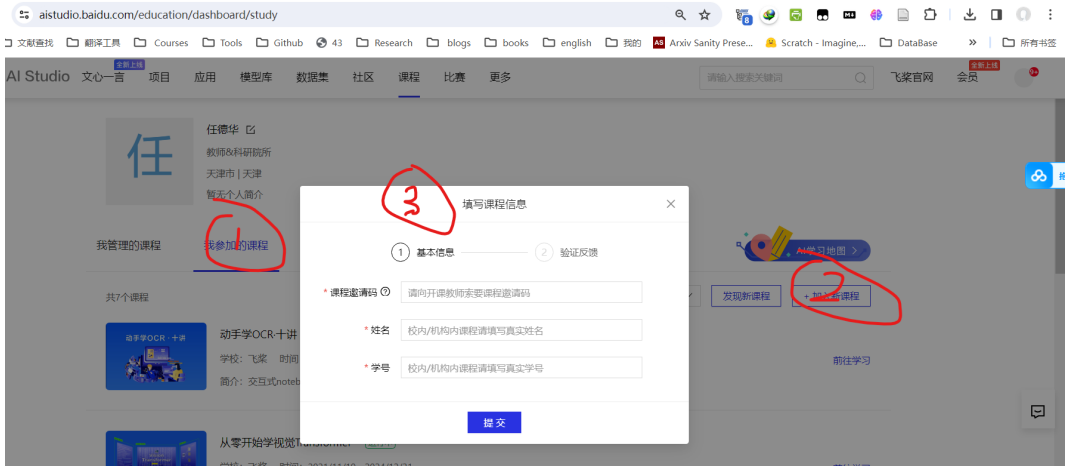 aistudio.baidu.com/education/dashboard/study
文献查找 翻译工具 Courses Tools Github 43 Research blogs books english 我的 Arxiv Sanity Prese... Scratch - Imagine,... DataBase » 所有书签
AI Studio 文心一言 全新上线 项目 应用 模型库 数据集 社区 课程 比赛 更多 请输入搜索关键词 飞桨官网 会员 全新上线 9+
任
任德华
教师&科研院所
天津市 | 天津
暂无个人简介
我管理的课程 我参加的课程
1
AI学习地图 >
共7个课程
发现新课程 + 加入新课程
2
动手学OCR·十讲
动手学OCR·十讲
学校: 飞桨 时间
简介: 交互式noteb
前往学习
从零开始学视觉Transformer
3
填写课程信息
1 基本信息 2 验证反馈
* 课程邀请码 请向开课教师索要课程邀请码
* 姓名 校内/机构内课程请填写真实姓名
* 学号 校内/机构内课程请填写真实学号
提 交